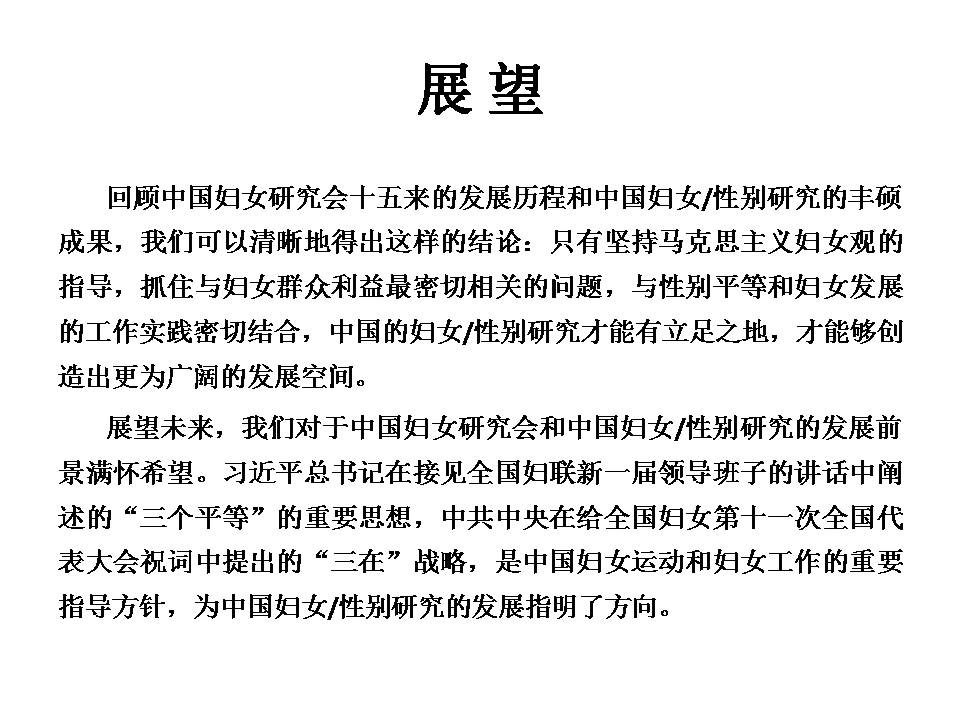 展 望
回顾中国妇女研究会十五来的发展历程和中国妇女/性别研究的丰硕
成果，我们可以清晰地得出这样的结论：只有坚持马克思主义妇女观的
指导，抓住与妇女群众利益最密切相关的问题，与性别平等和妇女发展
的工作实践密切结合，中国的妇女/性别研究才能有立足之地，才能够创
造出更为广阔的发展空间。
展望未来，我们对于中国妇女研究会和中国妇女/性别研究的发展前
景满怀希望。习近平总书记在接见全国妇联新一届领导班子的讲话中阐
述的“三个平等”的重要思想，中共中央在给全国妇女第十一次全国代
表大会祝词中提出的“三在”战略，是中国妇女运动和妇女工作的重要
指导方针，为中国妇女/性别研究的发展指明了方向。